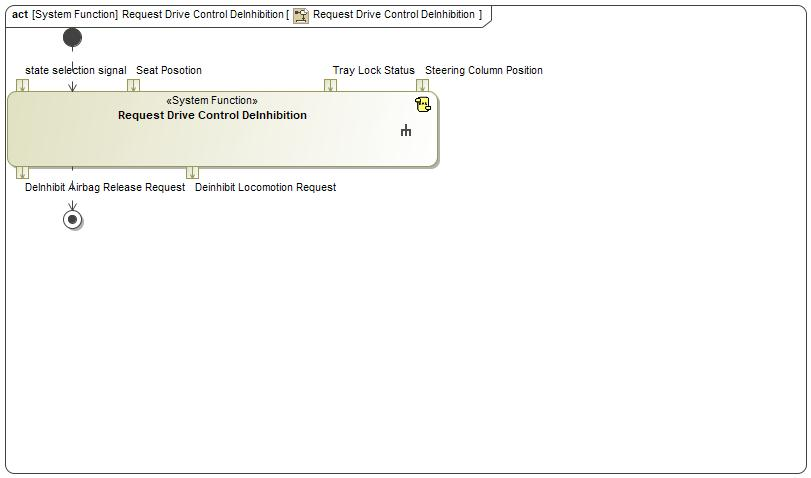 act [System Function] Request Drive Control DeInhibition [ Request Drive Control DeInhibition ]
state selection signal Seat Posotion Tray Lock Status Steering Column Position
«System Function»
Request Drive Control DeInhibition
DeInhibit Airbag Release Request Deinhibit Locomotion Request